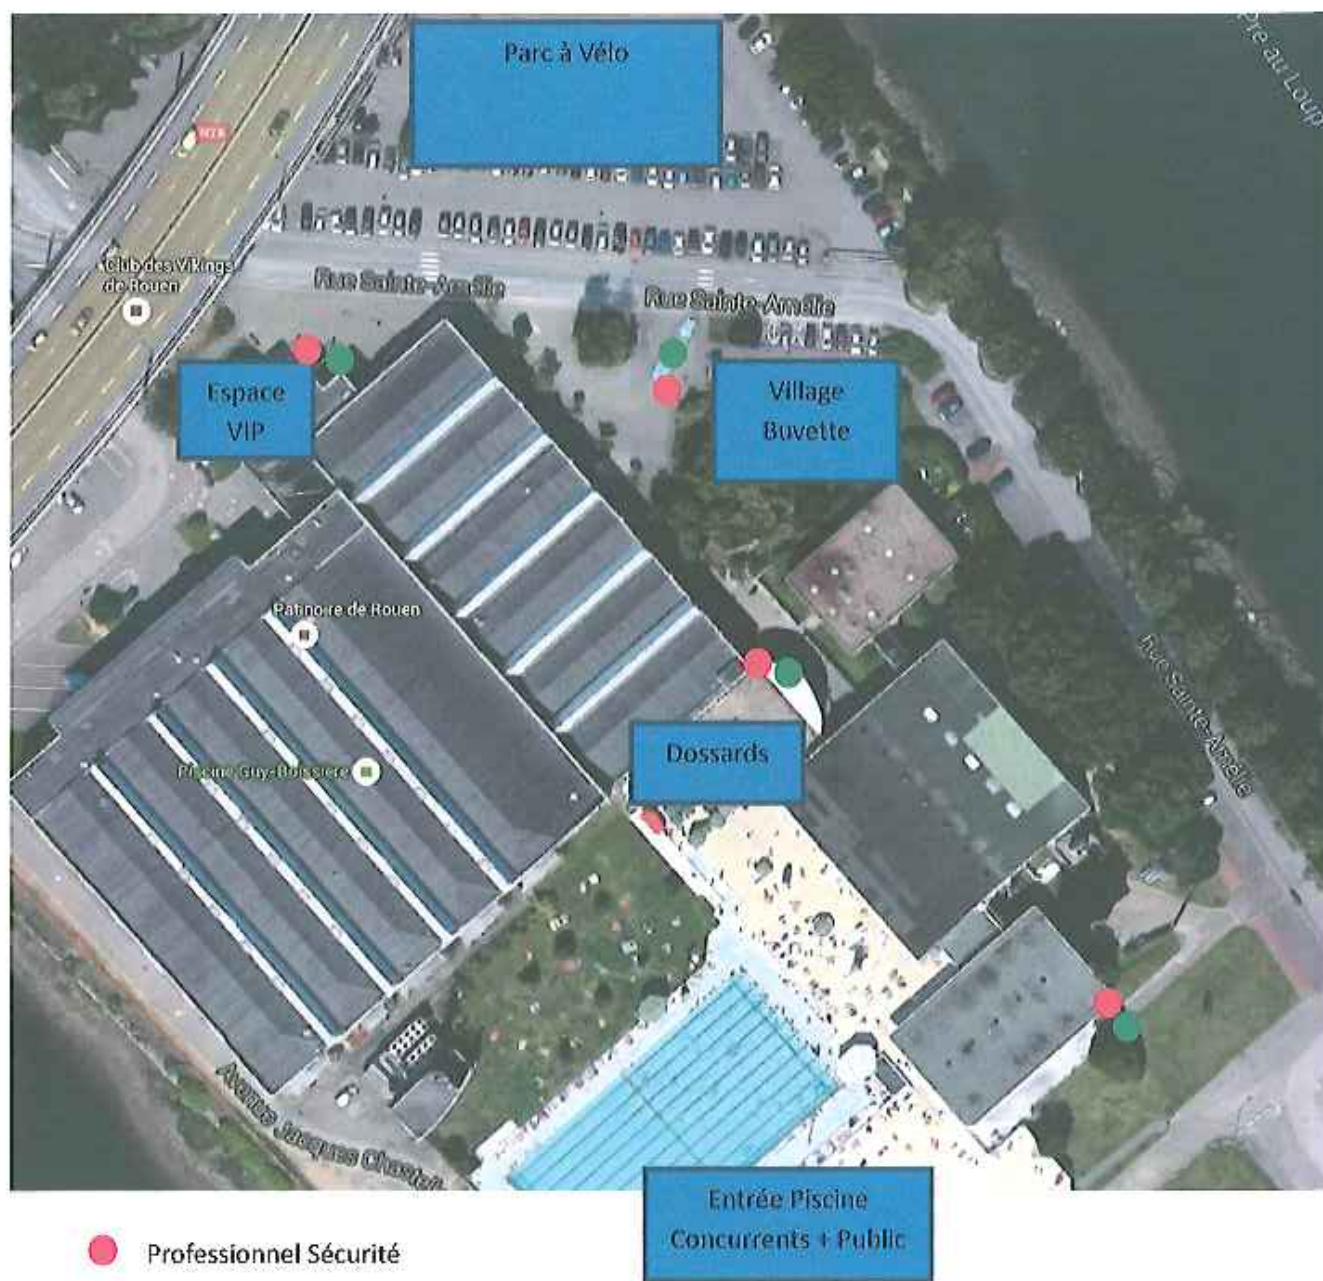 Parc à Vélo
Pré au Loup
N28
Club des Vikings
de Rouen
Rue Sainte-Amélie
Rue Sainte-Amélie
Espace
VIP
Village
Buvette
Patinoire de Rouen
Rue Sainte-Amélie
Dossards
Piscine Guy-Boissière
Avenue Jacques Chastell
Entrée Piscine
Concurrents + Public
Professionnel Sécurité